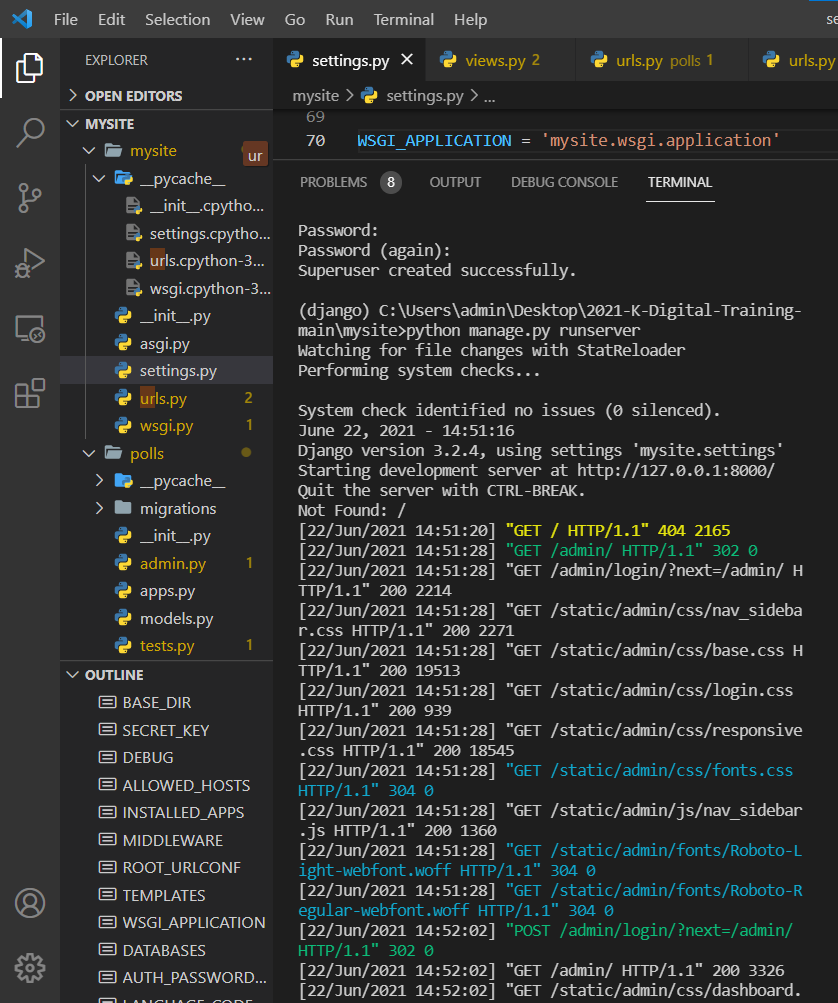 File Edit Selection View Go Run Terminal Help
EXPLORER ...
OPEN EDITORS
MYSITE
mysite
ur
__pycache__
__init__.cpytho...
settings.cpytho...
urls.cpython-3...
wsgi.cpython-3...
__init__.py
asgi.py
settings.py
urls.py 2
wsgi.py 1
polls
__pycache__
migrations
__init__.py
admin.py 1
apps.py
models.py
tests.py 1
OUTLINE
BASE_DIR
SECRET_KEY
DEBUG
ALLOWED_HOSTS
INSTALLED_APPS
MIDDLEWARE
ROOT_URLCONF
TEMPLATES
WSGI_APPLICATION
DATABASES
AUTH_PASSWORD...
LANGUAGE_CODE
settings.py views.py 2 urls.py polls 1 urls.py
mysite > settings.py > ...
69
70 WSGI_APPLICATION = 'mysite.wsgi.application'
PROBLEMS 8 OUTPUT DEBUG CONSOLE TERMINAL
Password:
Password (again):
Superuser created successfully.
(django) C:\Users\admin\Desktop\2021-K-Digital-Training-
main\mysite>python manage.py runserver
Watching for file changes with StatReloader
Performing system checks...
System check identified no issues (0 silenced).
June 22, 2021 - 14:51:16
Django version 3.2.4, using settings 'mysite.settings'
Starting development server at http://127.0.0.1:8000/
Quit the server with CTRL-BREAK.
Not Found: /
[22/Jun/2021 14:51:20] "GET / HTTP/1.1" 404 2165
[22/Jun/2021 14:51:28] "GET /admin/ HTTP/1.1" 302 0
[22/Jun/2021 14:51:28] "GET /admin/login/?next=/admin/ H
TTP/1.1" 200 2214
[22/Jun/2021 14:51:28] "GET /static/admin/css/nav_sideba
r.css HTTP/1.1" 200 2271
[22/Jun/2021 14:51:28] "GET /static/admin/css/base.css H
TTP/1.1" 200 19513
[22/Jun/2021 14:51:28] "GET /static/admin/css/login.css
HTTP/1.1" 200 939
[22/Jun/2021 14:51:28] "GET /static/admin/css/responsive
.css HTTP/1.1" 200 18545
[22/Jun/2021 14:51:28] "GET /static/admin/css/fonts.css
HTTP/1.1" 304 0
[22/Jun/2021 14:51:28] "GET /static/admin/js/nav_sidebar
.js HTTP/1.1" 200 1360
[22/Jun/2021 14:51:28] "GET /static/admin/fonts/Roboto-L
ight-webfont.woff HTTP/1.1" 304 0
[22/Jun/2021 14:51:28] "GET /static/admin/fonts/Roboto-R
egular-webfont.woff HTTP/1.1" 304 0
[22/Jun/2021 14:52:02] "POST /admin/login/?next=/admin/
HTTP/1.1" 302 0
[22/Jun/2021 14:52:02] "GET /admin/ HTTP/1.1" 200 3326
[22/Jun/2021 14:52:02] "GET /static/admin/css/dashboard.